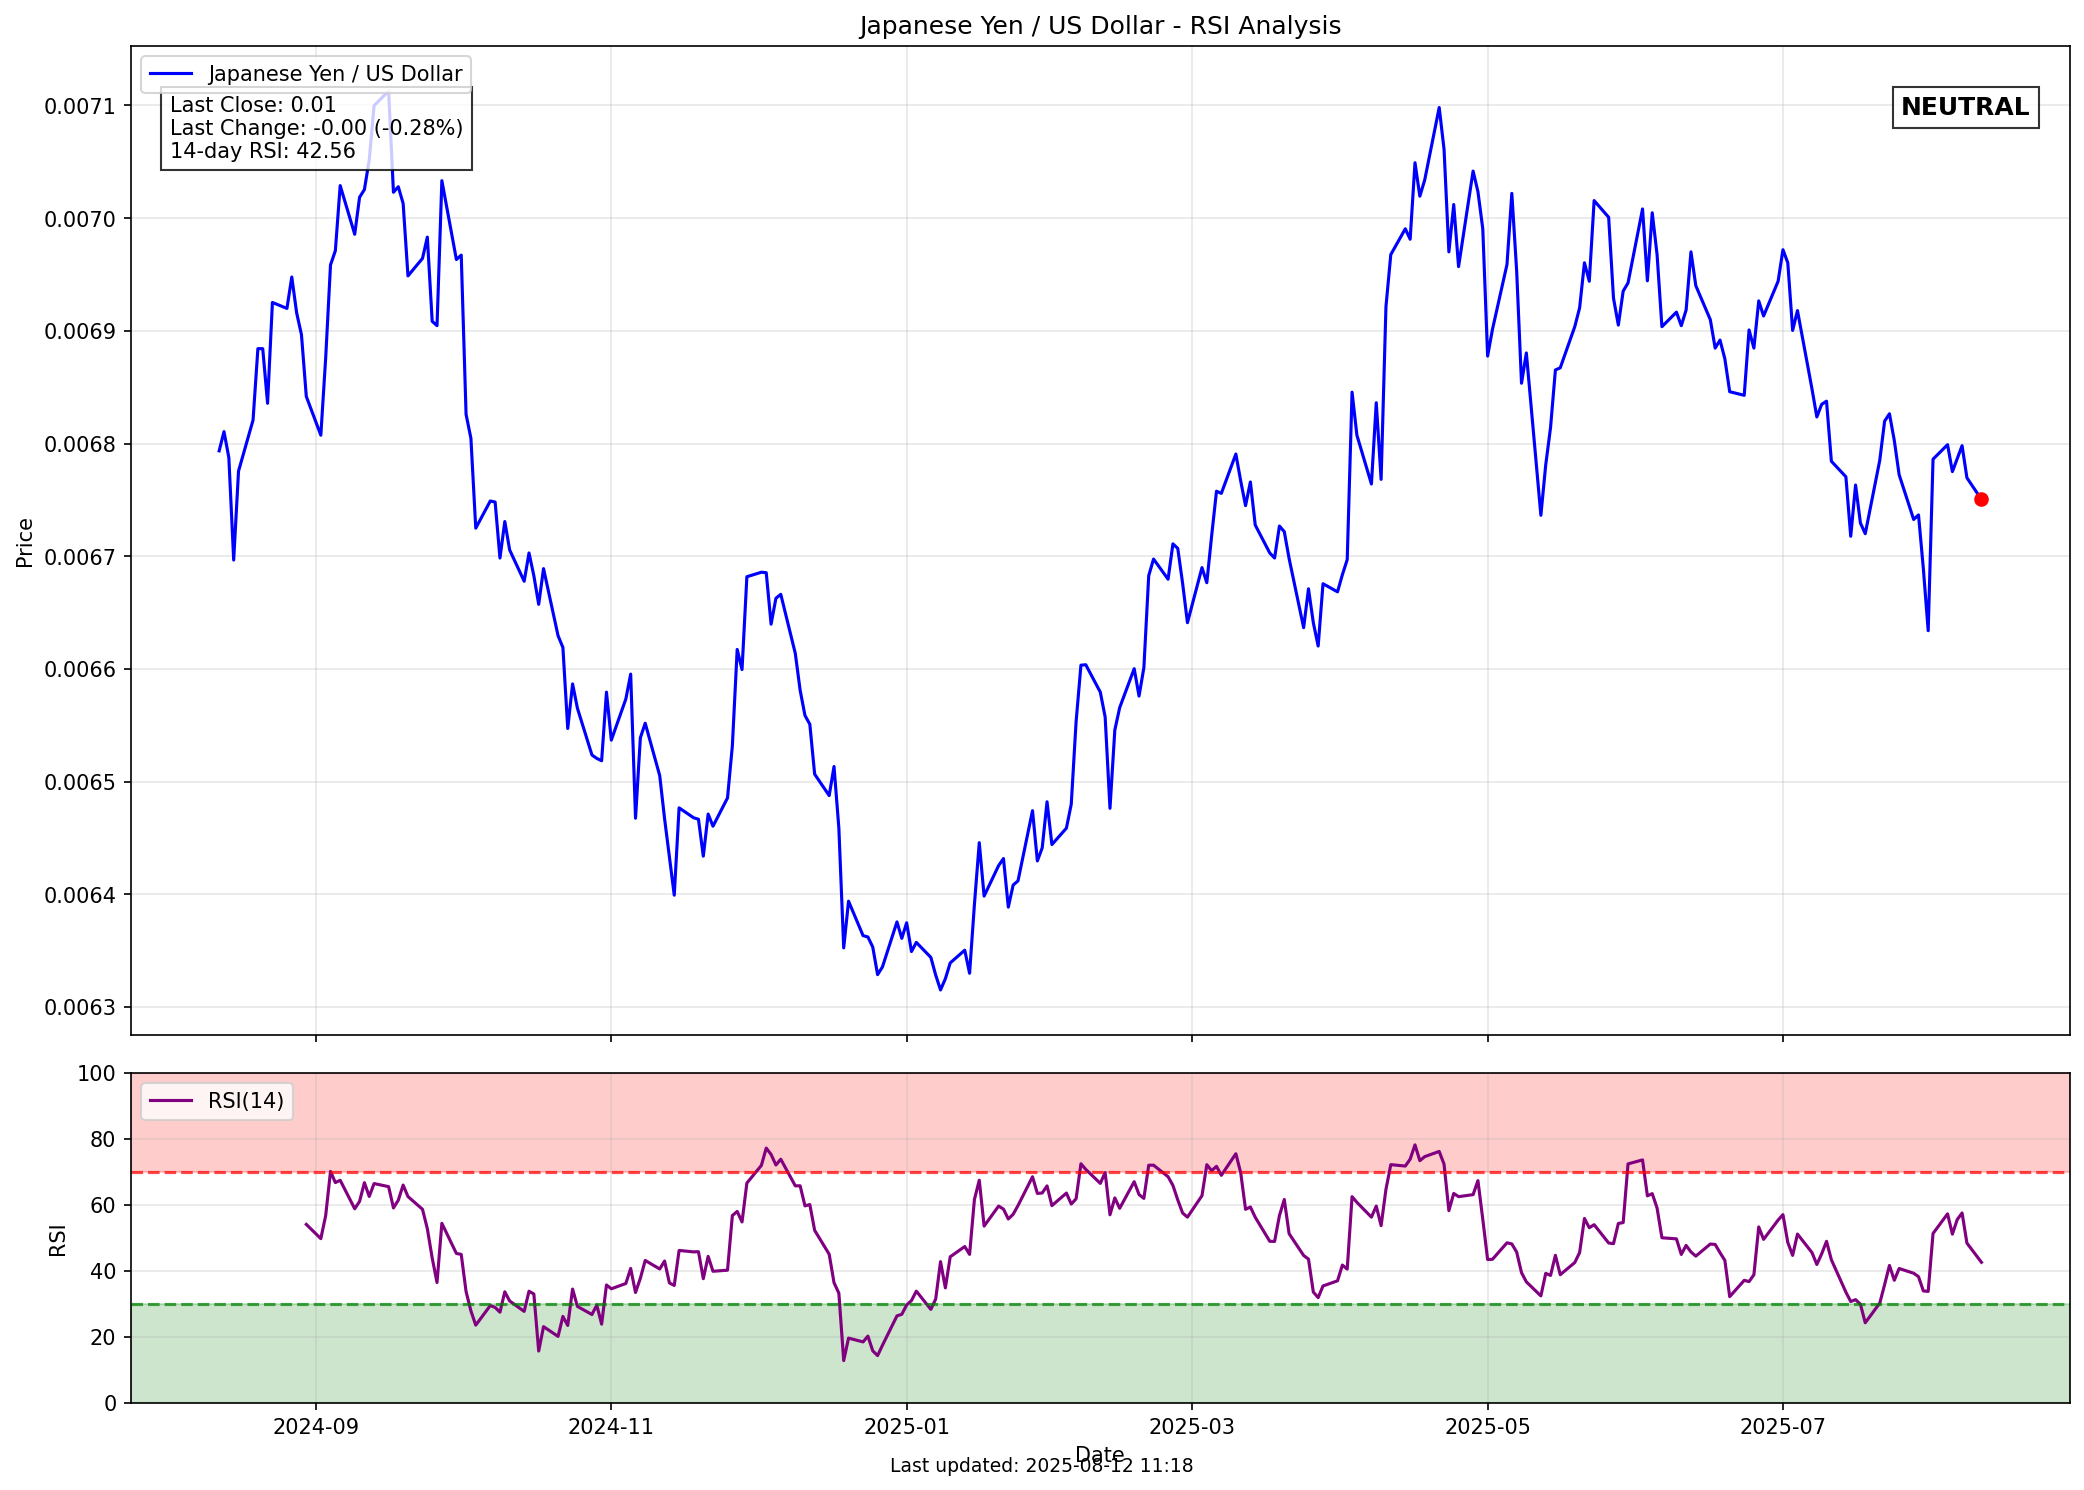 Japanese Yen / US Dollar - RSI Analysis
Japanese Yen / US Dollar
Last Close: 0.01
Last Change: -0.00 (-0.28%)
14-day RSI: 42.56
NEUTRAL
0.0071
0.0070
0.0069
0.0068
0.0067
0.0066
0.0065
0.0064
0.0063
Price
RSI(14)
100
80
60
40
20
0
RSI
2024-09
2024-11
2025-01
2025-03
2025-05
2025-07
Date
Last updated: 2025-08-12 11:18